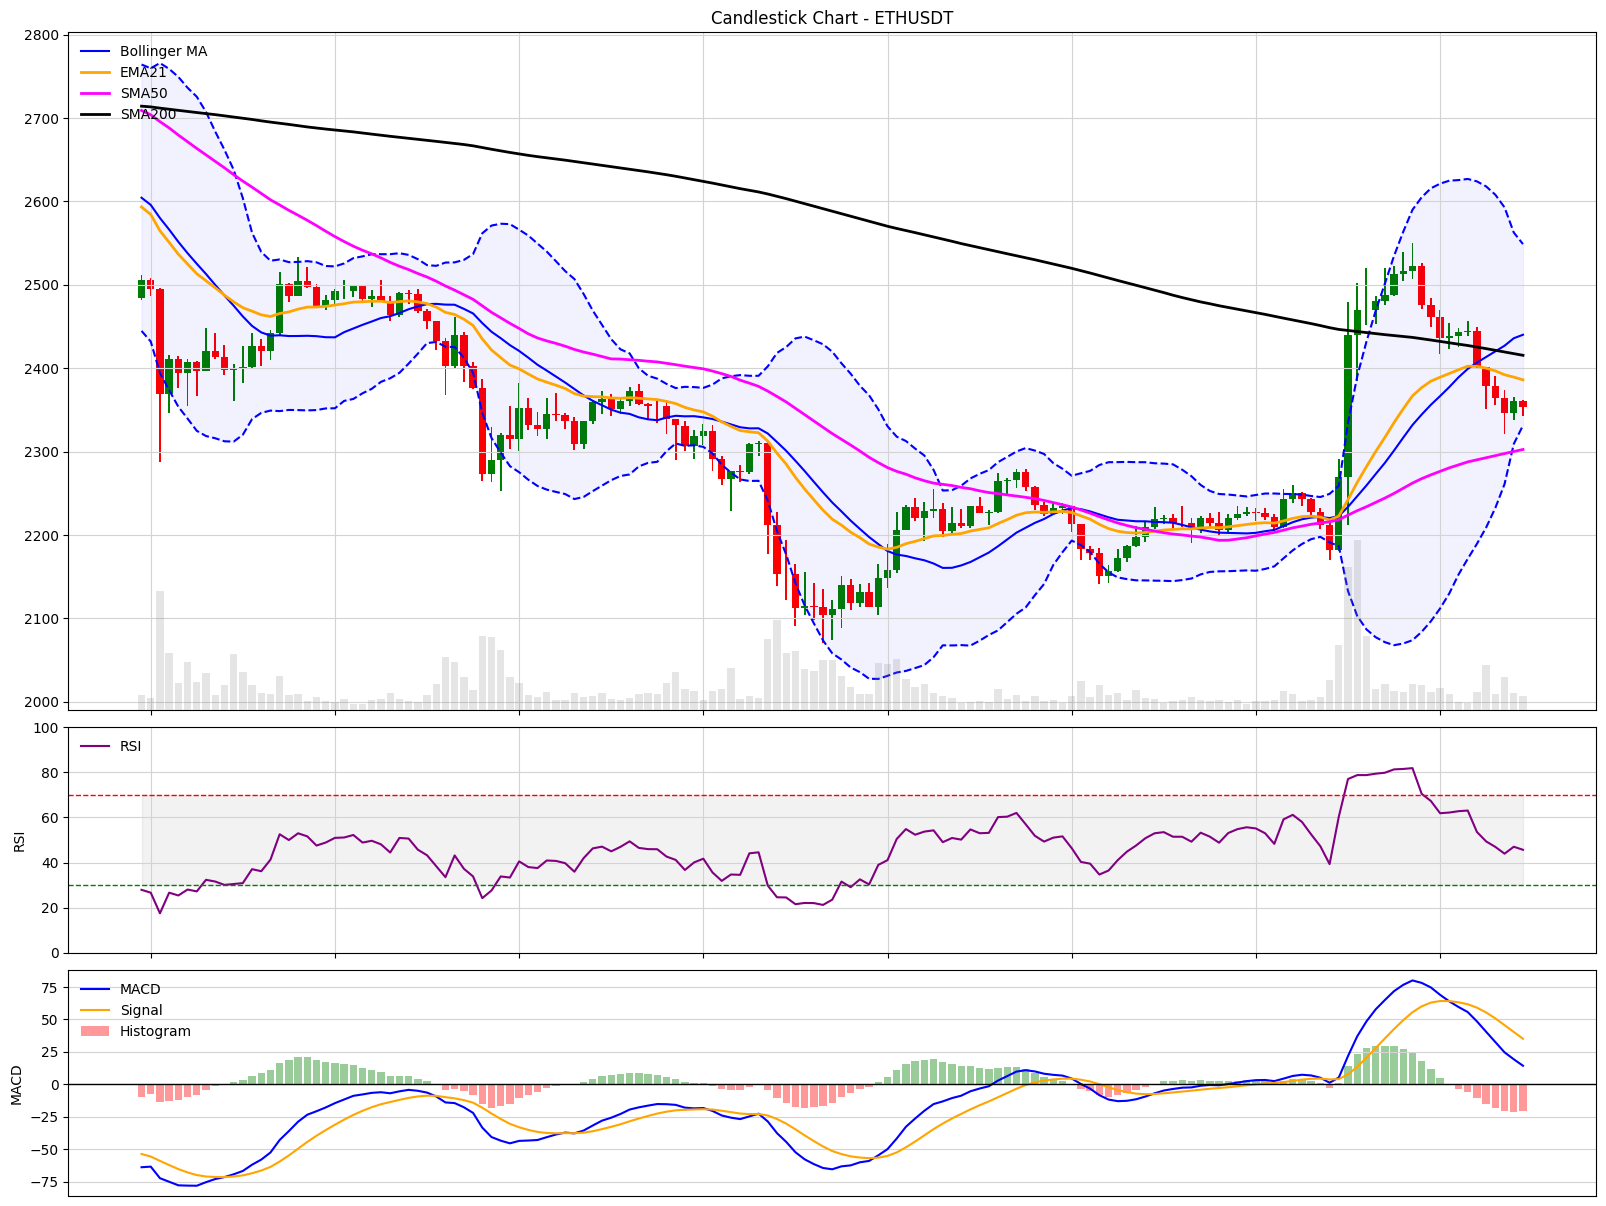 Candlestick Chart - ETHUSDT
2800
2700
2600
2500
2400
2300
2200
2100
2000
Bollinger MA
EMA21
SMA50
SMA200
100
80
60
40
20
0
RSI
RSI
75
50
25
0
−25
−50
−75
MACD
MACD
Signal
Histogram